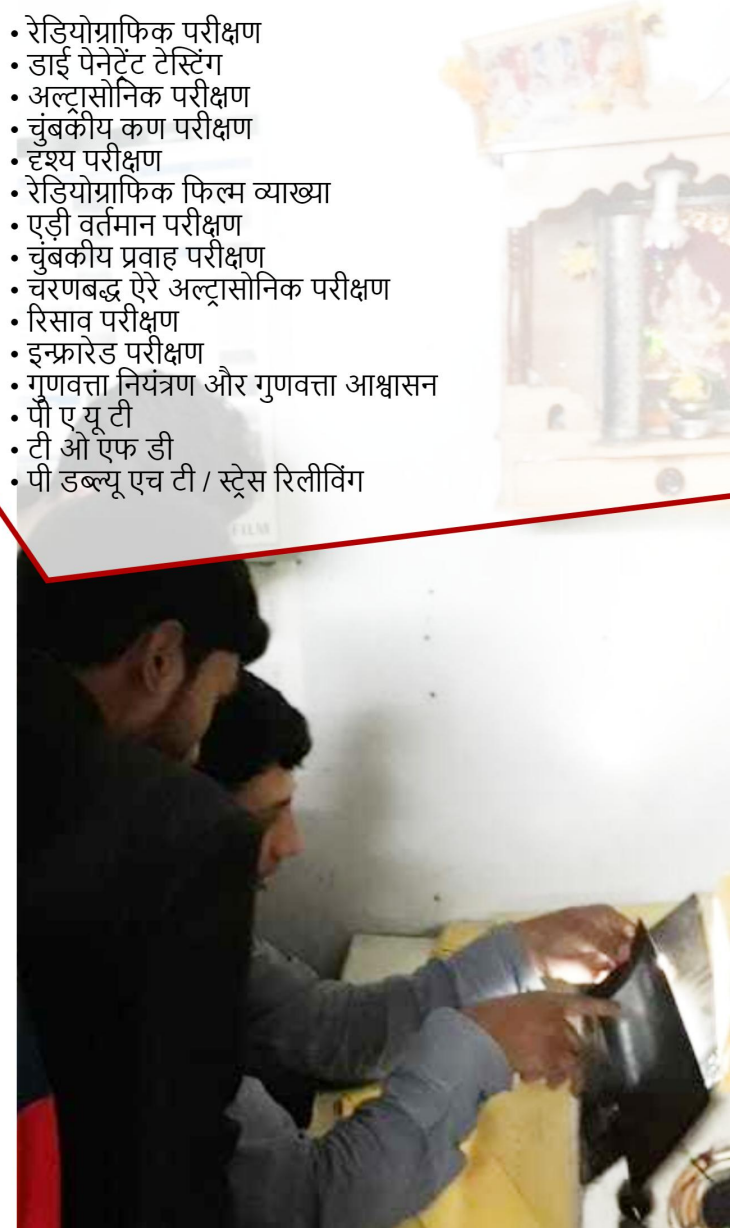 • रेडियोग्राफिक परीक्षण
• डाई पेनेट्रेंट टेस्टिंग
• अल्ट्रासोनिक परीक्षण
• चुंबकीय कण परीक्षण
• दृश्य परीक्षण
• रेडियोग्राफिक फिल्म व्याख्या
• एड़ी वर्तमान परीक्षण
• चुंबकीय प्रवाह परीक्षण
• चरणबद्ध ऐरे अल्ट्रासोनिक परीक्षण
• रिसाव परीक्षण
• इन्फ्रारेड परीक्षण
• गुणवत्ता नियंत्रण और गुणवत्ता आश्वासन
• पी ए यू टी
• टी ओ एफ डी
• पी डब्ल्यू एच टी / स्ट्रेस रिलीविंग
FILM